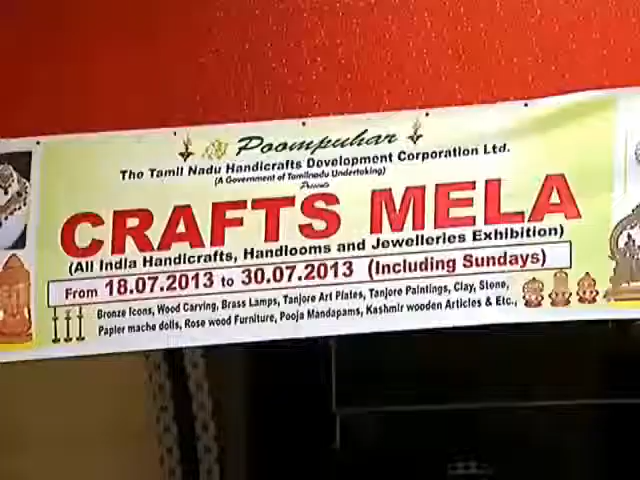 Poompuhar
The Tamil Nadu Handicrafts Development Corporation Ltd.
(A Government of Tamilnadu Undertaking)
Presents
CRAFTS MELA
(All India Handicrafts, Handlooms and Jewelleries Exhibition)
From 18.07.2013 to 30.07.2013 (Including Sundays)
Bronze Icons, Wood Carving, Brass Lamps, Tanjore Art Plates, Tanjore Paintings, Clay, Stone,
Papier mache dolls, Rose wood Furniture, Pooja Mandapams, Kashmir wooden Articles & Etc.,